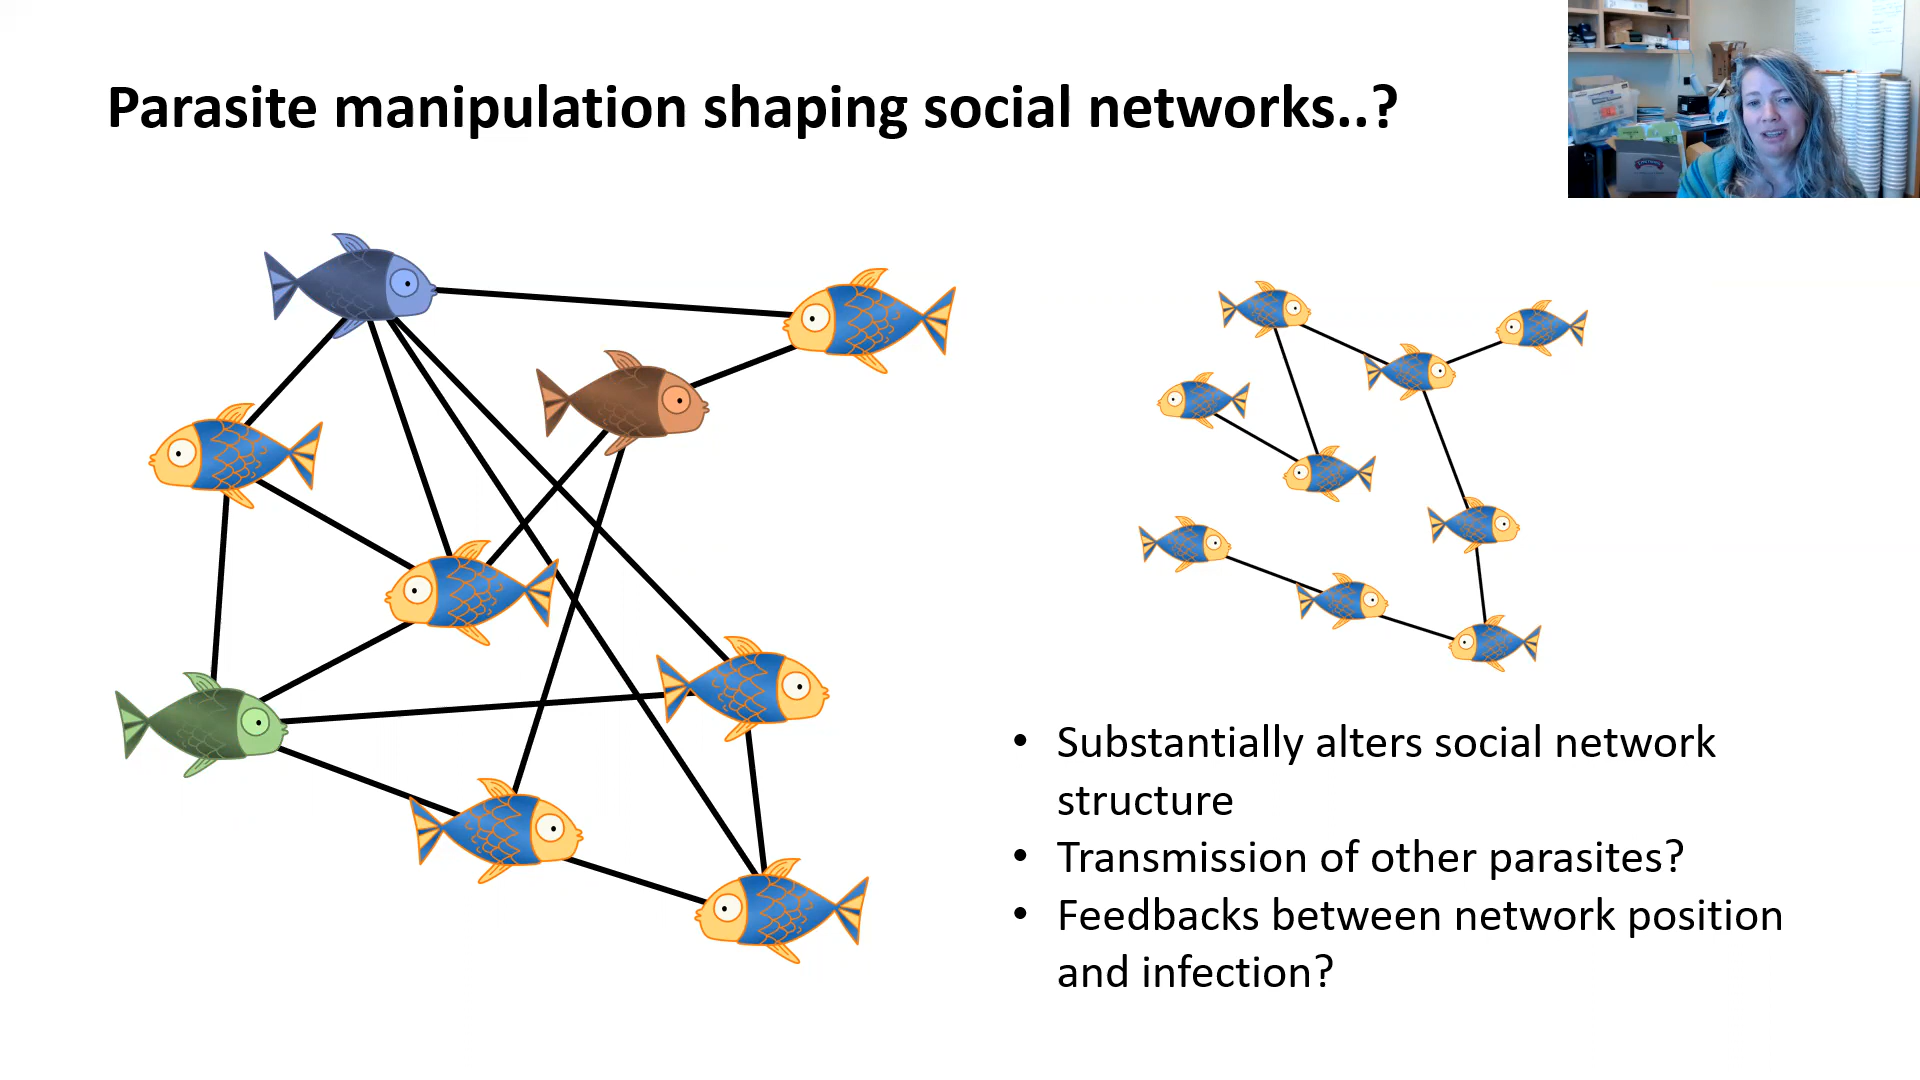 Parasite manipulation shaping social networks..?
• Substantially alters social network
structure
• Transmission of other parasites?
• Feedbacks between network position
and infection?